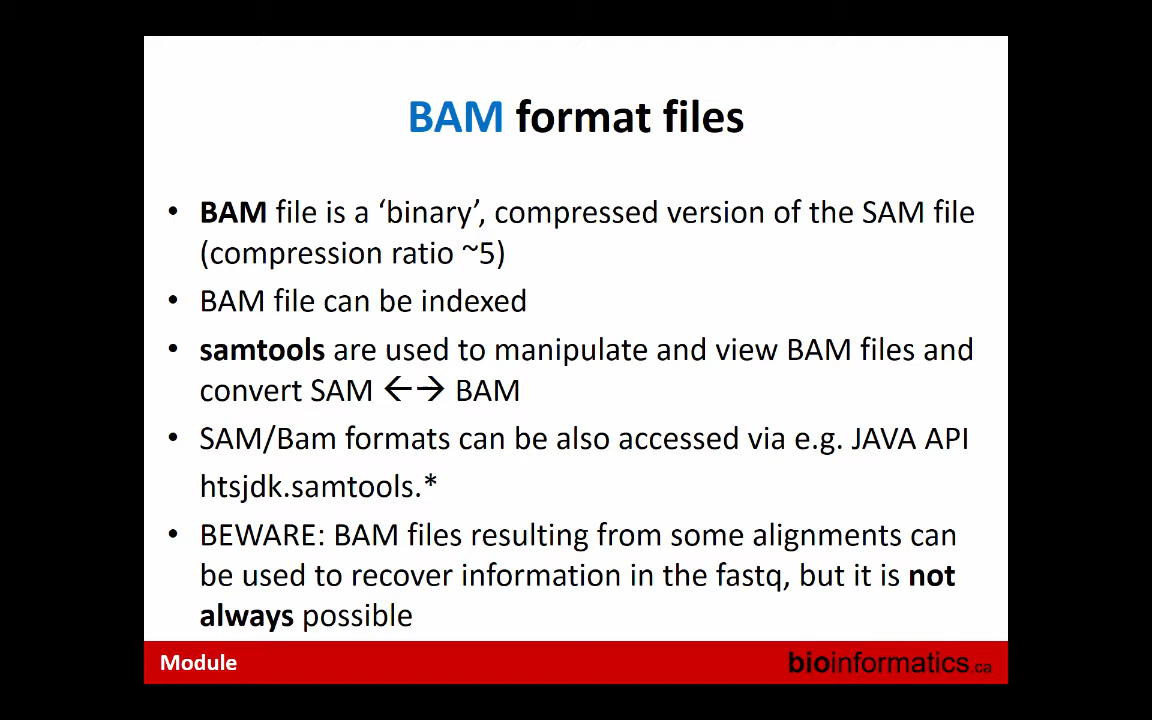 BAM format files
• BAM file is a ‘binary’, compressed version of the SAM file
(compression ratio ~5)
• BAM file can be indexed
• samtools are used to manipulate and view BAM files and
convert SAM ←→ BAM
• SAM/Bam formats can be also accessed via e.g. JAVA API
htsjdk.samtools.*
• BEWARE: BAM files resulting from some alignments can
be used to recover information in the fastq, but it is not
always possible
Module
bioinformatics.ca